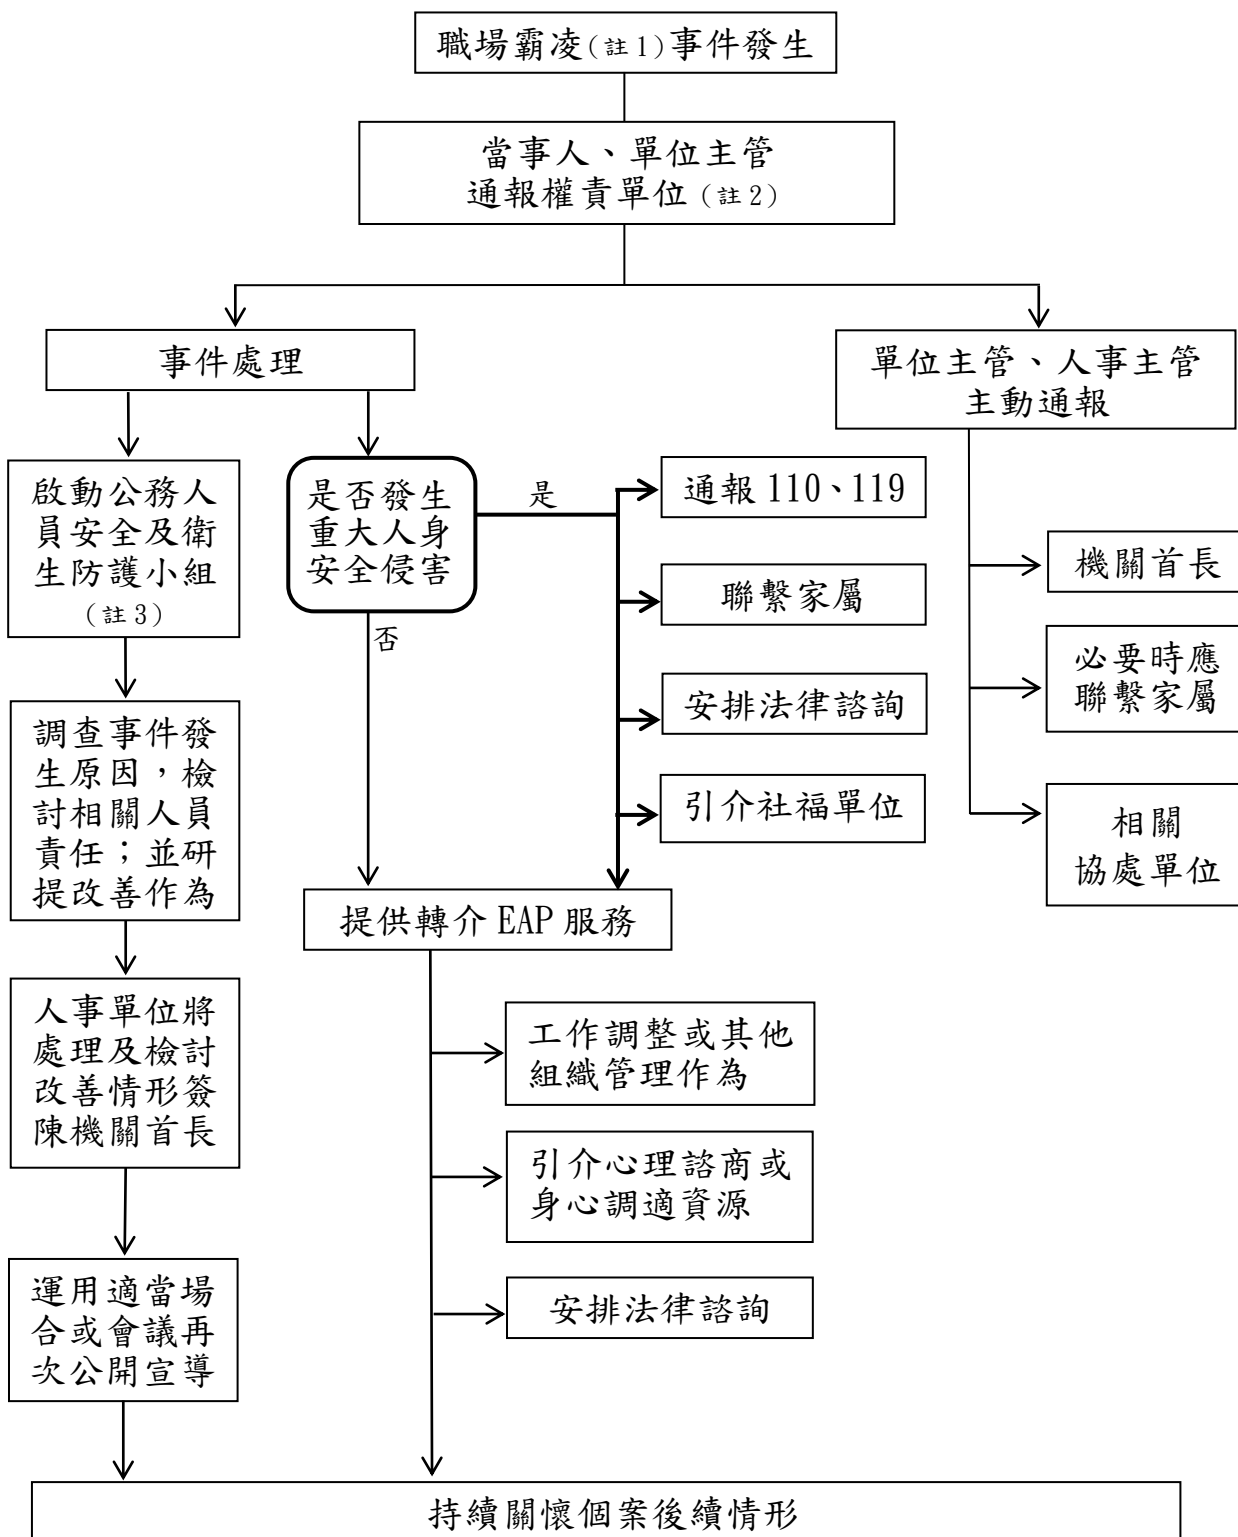 職場霸凌(註1)事件發生
當事人、單位主管
通報權責單位(註2)
事件處理
單位主管、人事主管
主動通報
啟動公務人
員安全及衛
生防護小組
(註3)
是否發生
重大人身
安全侵害
是
否
通報 110、119
聯繫家屬
安排法律諮詢
引介社福單位
機關首長
必要時應
聯繫家屬
相關
協處單位
調查事件發
生原因，檢
討相關人員
責任；並研
提改善作為
提供轉介 EAP 服務
人事單位將
處理及檢討
改善情形簽
陳機關首長
工作調整或其他
組織管理作為
引介心理諮商或
身心調適資源
安排法律諮詢
運用適當場
合或會議再
次公開宣導
持續關懷個案後續情形